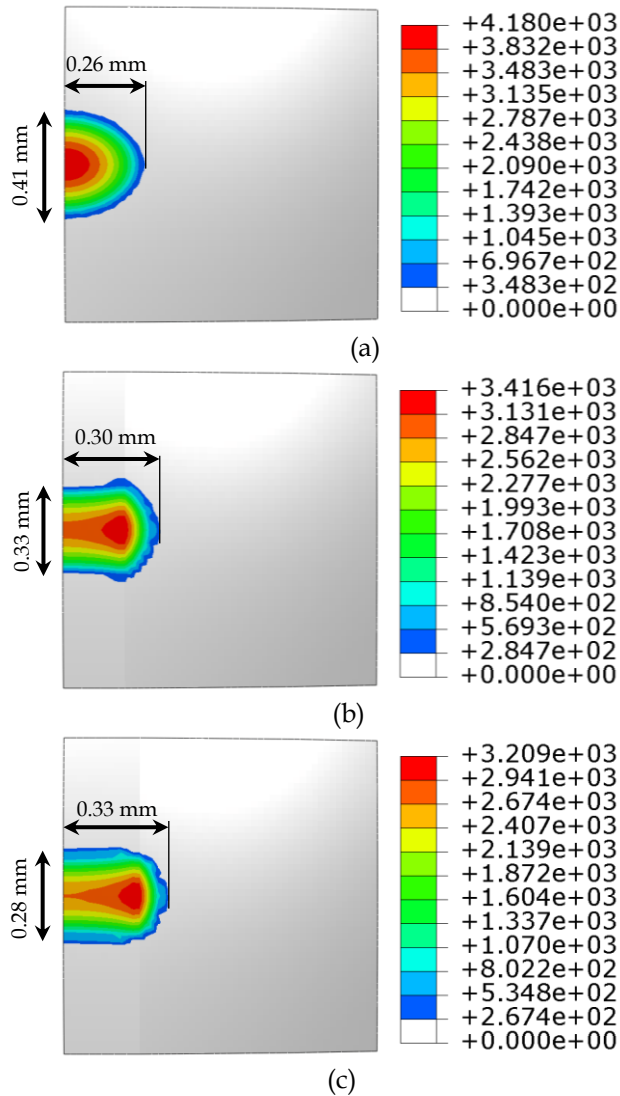 0.26 mm
0.41 mm
+4.180e+03
+3.832e+03
+3.483e+03
+3.135e+03
+2.787e+03
+2.438e+03
+2.090e+03
+1.742e+03
+1.393e+03
+1.045e+03
+6.967e+02
+3.483e+02
+0.000e+00
(a)
0.30 mm
0.33 mm
+3.416e+03
+3.131e+03
+2.847e+03
+2.562e+03
+2.277e+03
+1.993e+03
+1.708e+03
+1.423e+03
+1.139e+03
+8.540e+02
+5.693e+02
+2.847e+02
+0.000e+00
(b)
0.33 mm
0.28 mm
+3.209e+03
+2.941e+03
+2.674e+03
+2.407e+03
+2.139e+03
+1.872e+03
+1.604e+03
+1.337e+03
+1.070e+03
+8.022e+02
+5.348e+02
+2.674e+02
+0.000e+00
(c)